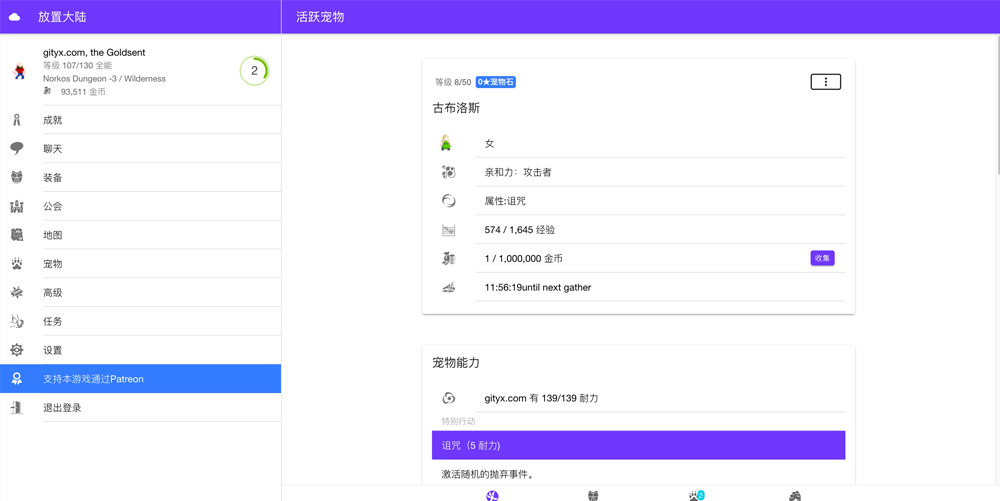 放置大陆
活跃宠物
gityx.com, the Goldsent
等级 107/130 全能
Norkos Dungeon -3 / Wilderness
93,511 金币
2
成就
聊天
装备
公会
地图
宠物
高级
任务
设置
支持本游戏通过Patreon
退出登录
等级 8/50 0★宠物石
古布洛斯
女
亲和力：攻击者
属性:诅咒
574 / 1,645 经验
1 / 1,000,000 金币
收集
11:56:19until next gather
宠物能力
gityx.com 有 139/139 耐力
特别行动
诅咒（5 耐力)
激活随机的抛弃事件。